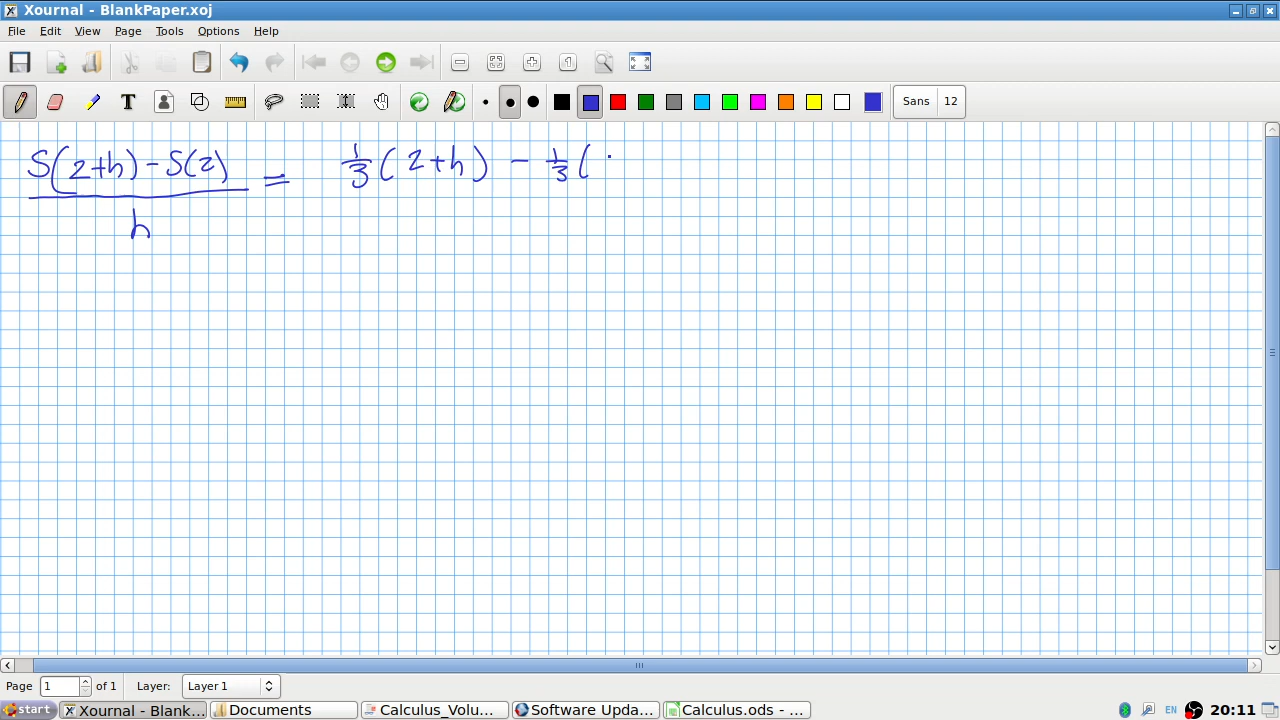 Xournal - BlankPaper.xoj
File Edit View Page Tools Options Help
Sans 12
S(2+h) - S(2) = 1/3 (2+h) - 1/3 (
h
Page 1 of 1 Layer: Layer 1
start Xournal - Blank... Documents Calculus_Volu... Software Upda... Calculus.ods - ... EN 20:11